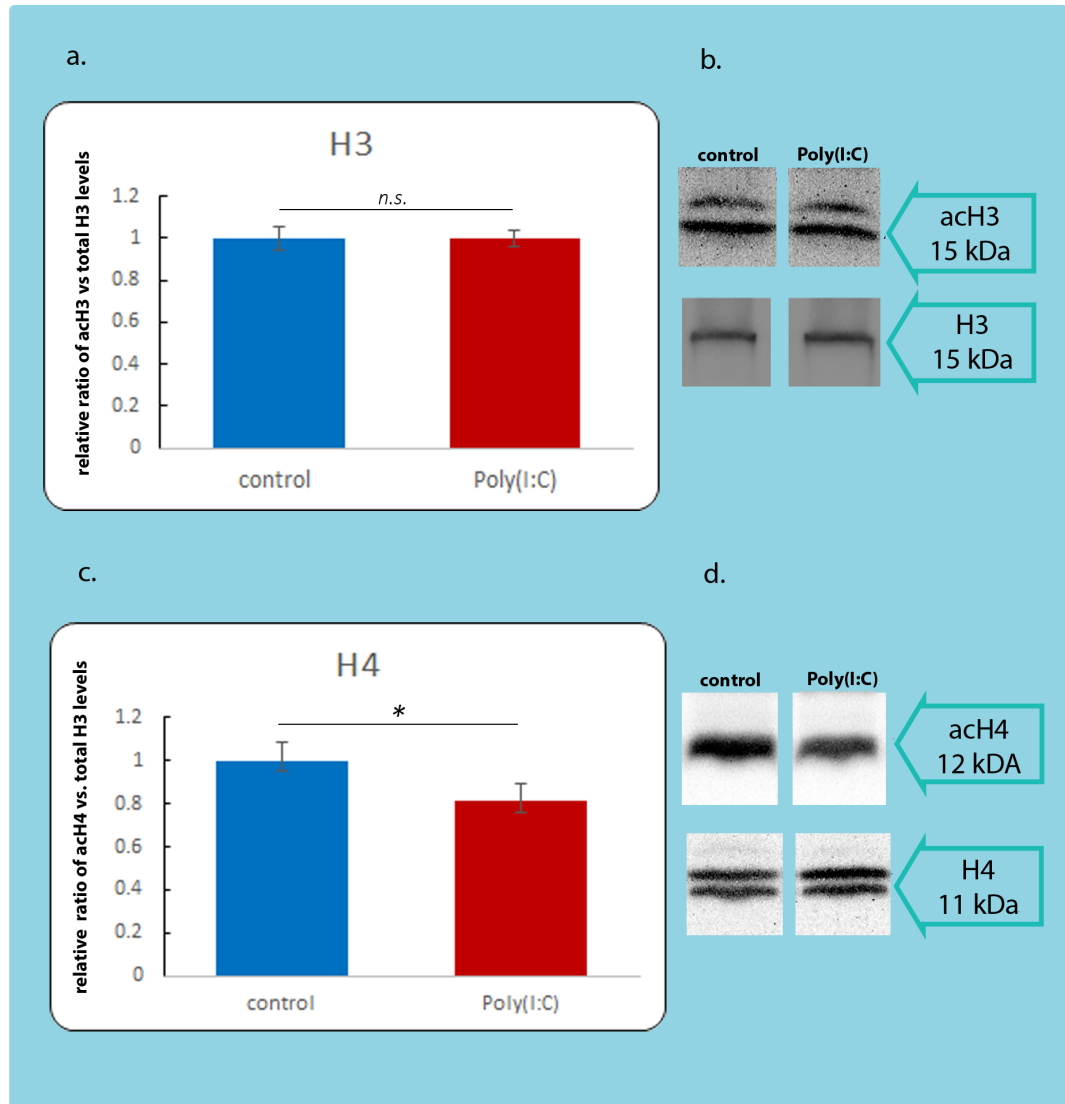 a.
H3
relative ratio of acH3 vs total H3 levels
1.2
1
0.8
0.6
0.4
0.2
0
n.s.
control
Poly(I:C)
b.
control
Poly(I:C)
acH3
15 kDa
H3
15 kDa
c.
H4
relative ratio of acH4 vs. total H3 levels
1.2
1
0.8
0.6
0.4
0.2
0
*
control
Poly(I:C)
d.
control
Poly(I:C)
acH4
12 kDA
H4
11 kDa